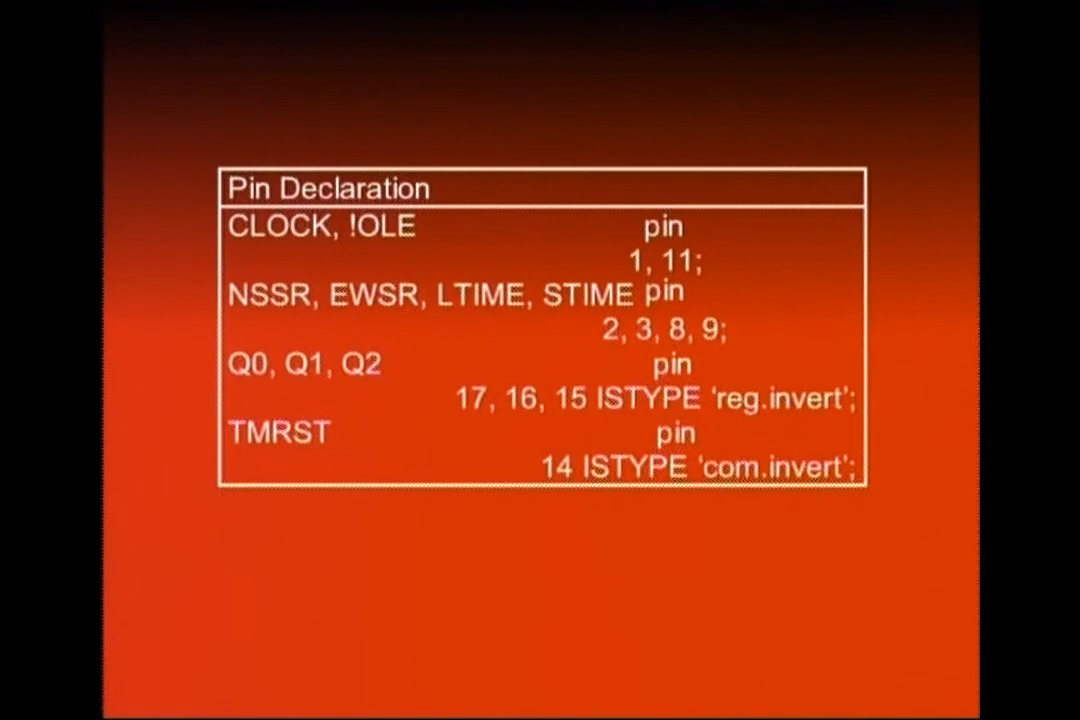 Pin Declaration
CLOCK, !OLE pin
1, 11;
NSSR, EWSR, LTIME, STIME pin
2, 3, 8, 9;
Q0, Q1, Q2 pin
17, 16, 15 ISTYPE ‘reg.invert’;
TMRST pin
14 ISTYPE ‘com.invert’;